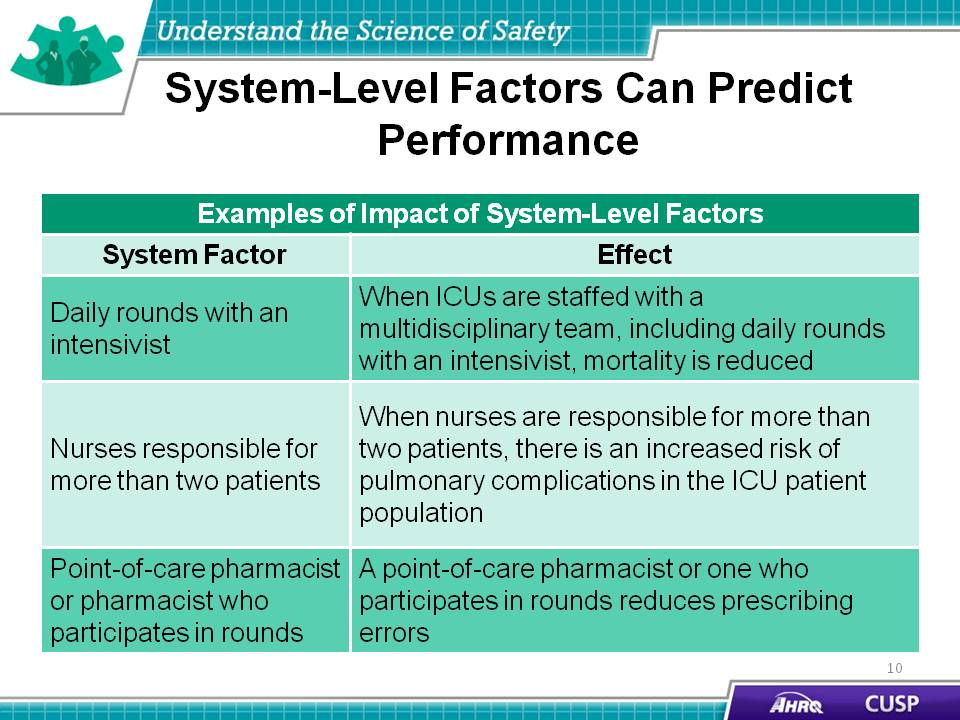 Understand the Science of Safety
System-Level Factors Can Predict
Performance
Examples of Impact of System-Level Factors
System Factor
Effect
Daily rounds with an
intensivist
When ICUs are staffed with a
multidisciplinary team, including daily rounds
with an intensivist, mortality is reduced
Nurses responsible for
more than two patients
When nurses are responsible for more than
two patients, there is an increased risk of
pulmonary complications in the ICU patient
population
Point-of-care pharmacist
or pharmacist who
participates in rounds
A point-of-care pharmacist or one who
participates in rounds reduces prescribing
errors
10
AHRQ
CUSP